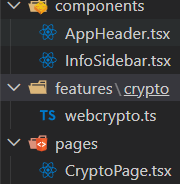 components
AppHeader.tsx
InfoSidebar.tsx
features\crypto
TS webcrypto.ts
pages
CryptoPage.tsx